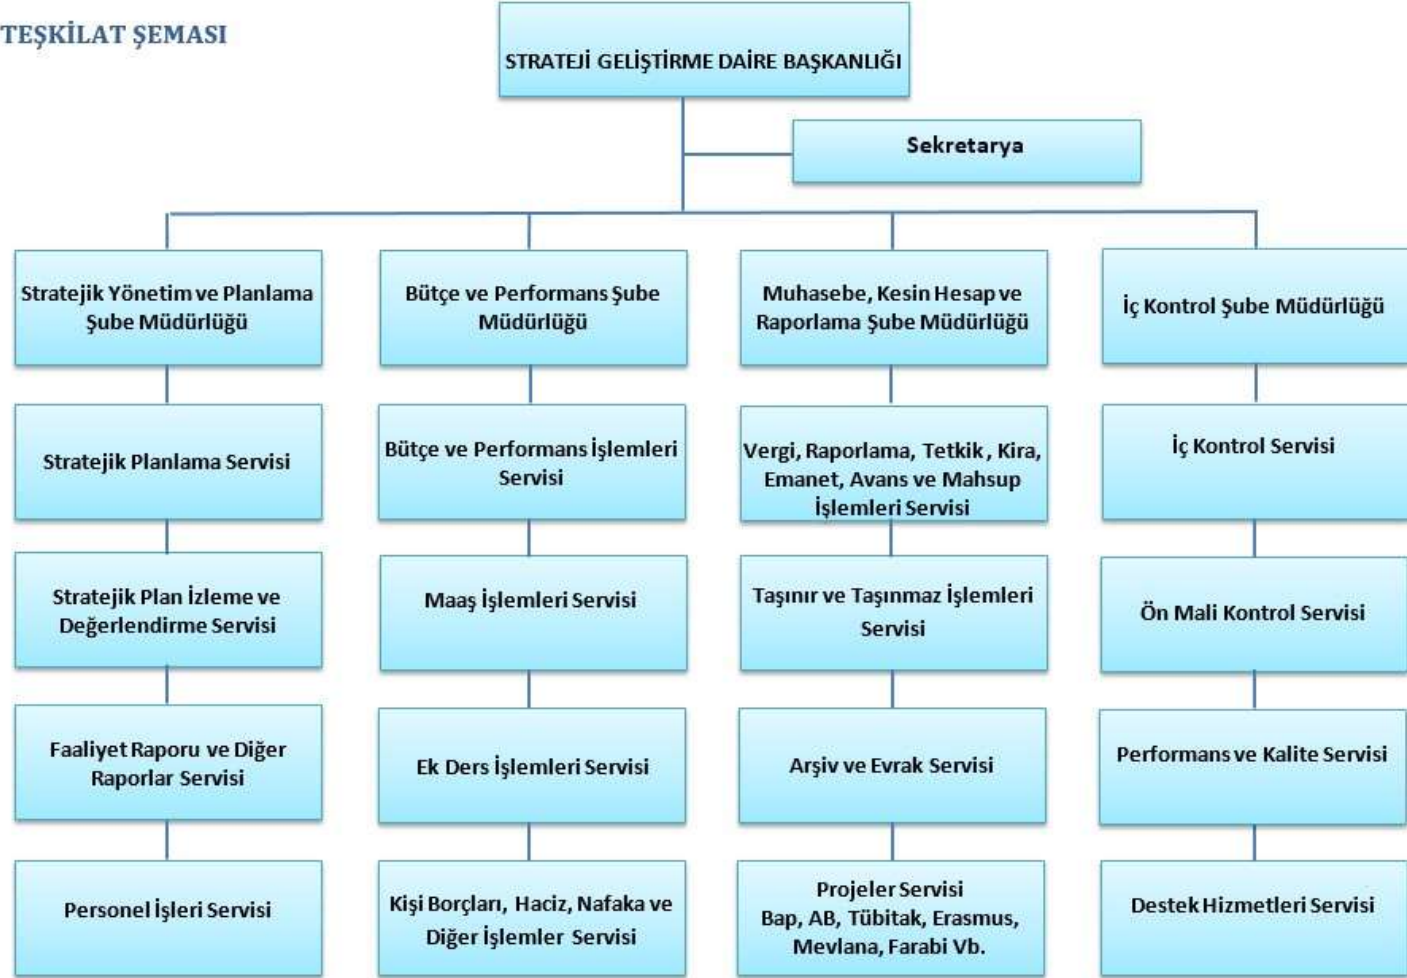 TEŞKİLAT ŞEMASI
STRATEJİ GELİŞTİRME DAİRE BAŞKANLIĞI
Sekretarya
Stratejik Yönetim ve Planlama
Şube Müdürlüğü
Bütçe ve Performans Şube
Müdürlüğü
Muhasebe, Kesin Hesap ve
Raporlama Şube Müdürlüğü
İç Kontrol Şube Müdürlüğü
Stratejik Planlama Servisi
Bütçe ve Performans İşlemleri
Servisi
Vergi, Raporlama, Tetkik, Kira,
Emanet, Avans ve Mahsup
İşlemleri Servisi
İç Kontrol Servisi
Stratejik Plan İzleme ve
Değerlendirme Servisi
Maaş İşlemleri Servisi
Taşınır ve Taşınmaz İşlemleri
Servisi
Ön Mali Kontrol Servisi
Faaliyet Raporu ve Diğer
Raporlar Servisi
Ek Ders İşlemleri Servisi
Arşiv ve Evrak Servisi
Performans ve Kalite Servisi
Personel İşleri Servisi
Kişi Borçları, Haciz, Nafaka ve
Diğer İşlemler Servisi
Projeler Servisi
Bap, AB, Tübitak, Erasmus,
Mevlana, Farabi Vb.
Destek Hizmetleri Servisi